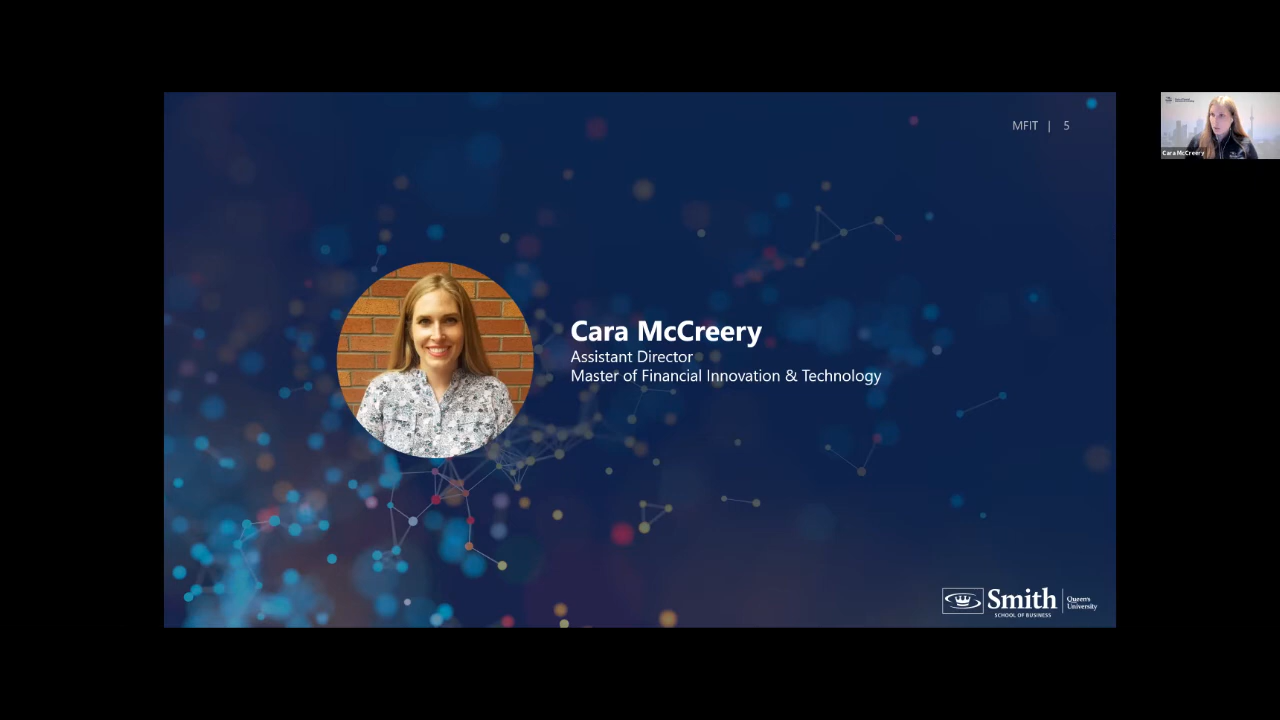 MFIT | 5
Cara McCreery
Cara McCreery
Assistant Director
Master of Financial Innovation & Technology
Smith
SCHOOL OF BUSINESS
Queen's
University